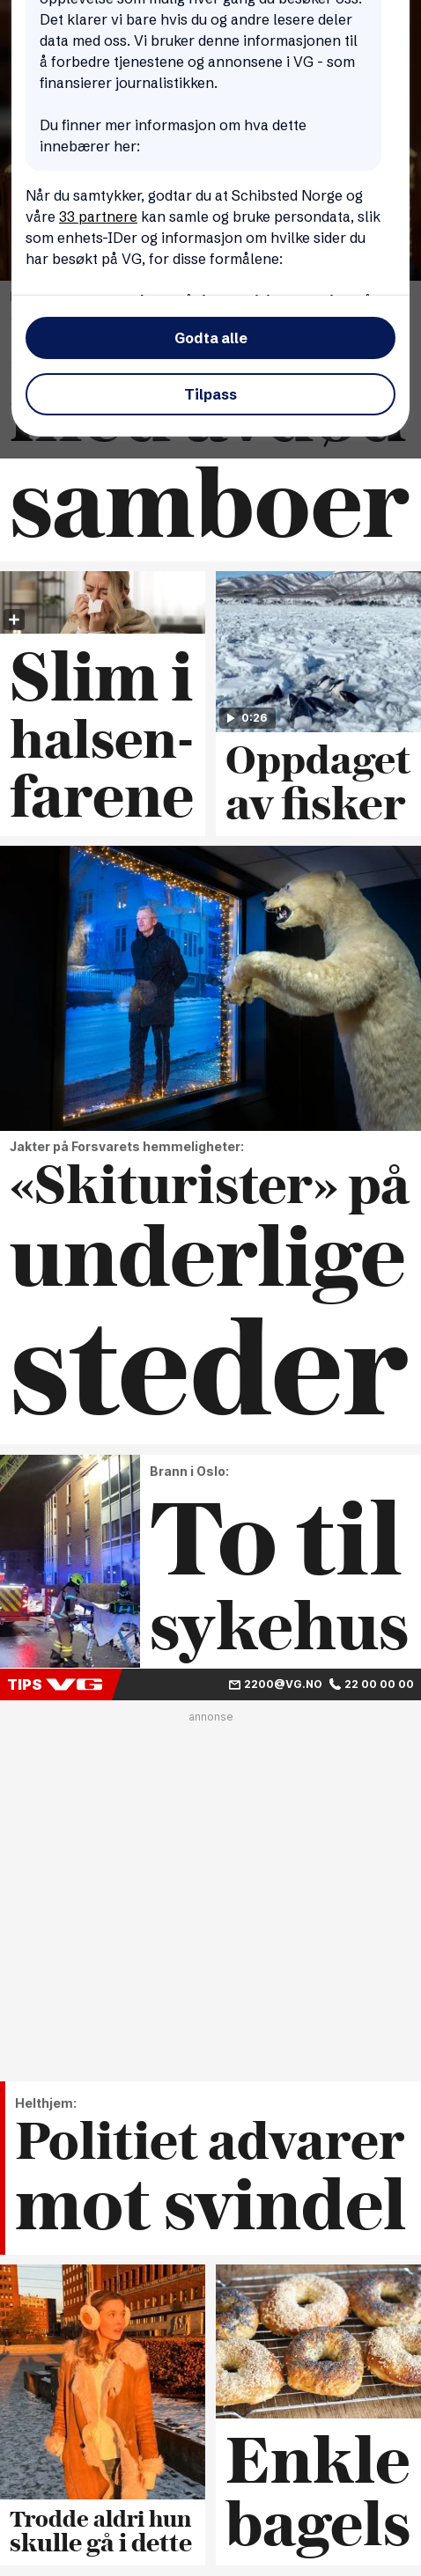 Det klarer vi bare hvis du og andre lesere deler
data med oss. Vi bruker denne informasjonen til
å forbedre tjenestene og annonsene i VG - som
finansierer journalistikken.
Du finner mer informasjon om hva dette
innebærer her:
Når du samtykker, godtar du at Schibsted Norge og
våre 33 partnere kan samle og bruke persondata, slik
som enhets-IDer og informasjon om hvilke sider du
har besøkt på VG, for disse formålene:
Godta alle
Tilpass
samboer
Slim i
halsen-
farene
0:26
Oppdaget
av fisker
Jakter på Forsvarets hemmeligheter:
«Skiturister» på
underlige
steder
Brann i Oslo:
To til
sykehus
TIPS VG
2200@VG.NO 22 00 00 00
annonse
Helthjem:
Politiet advarer
mot svindel
Trodde aldri hun
skulle gå i dette
Enkle
bagels